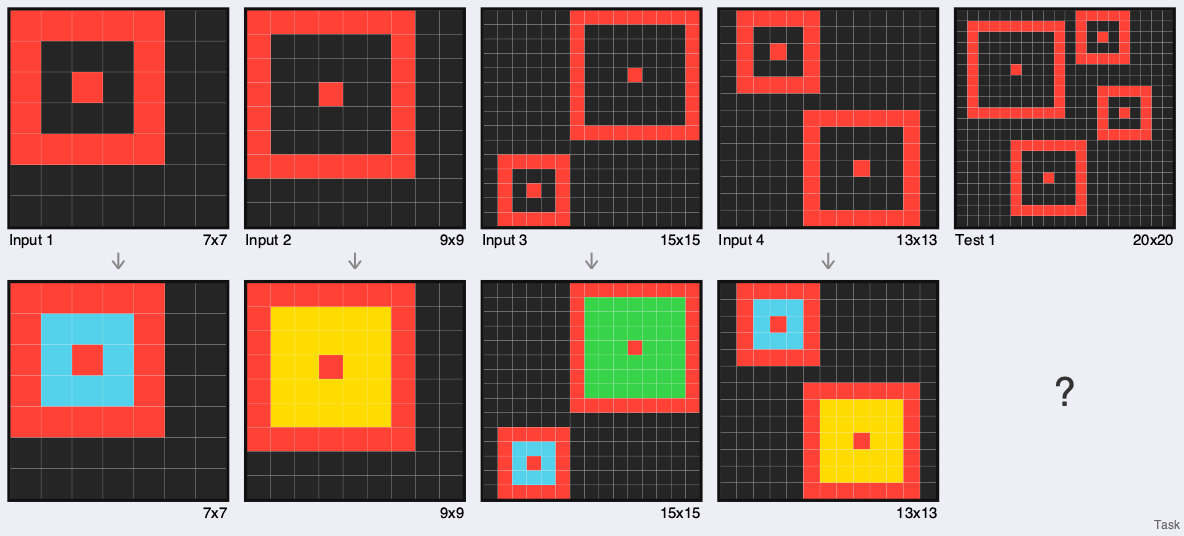 Input 1 7x7
Input 2 9x9
Input 3 15x15
Input 4 13x13
Test 1 20x20
7x7
9x9
15x15
13x13
?
Task